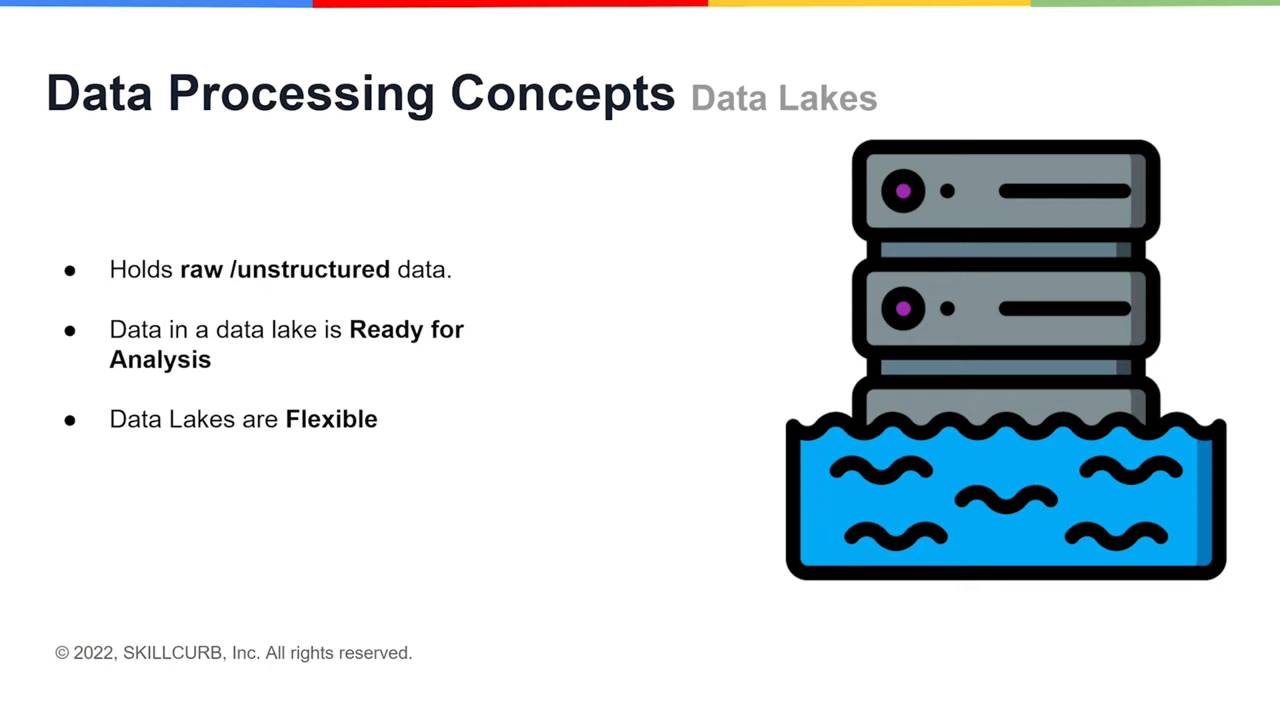 Data Processing Concepts Data Lakes
● Holds raw /unstructured data.
● Data in a data lake is Ready for
Analysis
● Data Lakes are Flexible
© 2022, SKILLCURB, Inc. All rights reserved.